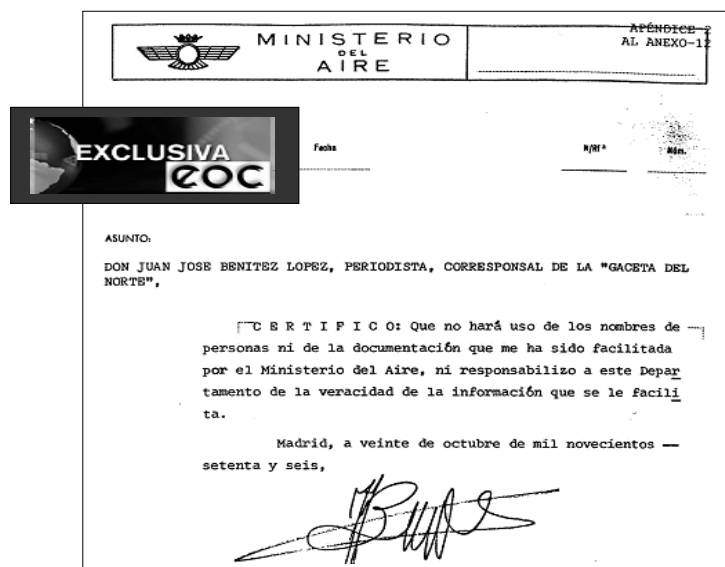 MINISTERIO
DEL
AIRE
APÉNDICE-2
AL ANEXO-12
EXCLUSIVA
eoc
Fecha
N/Rfª
Núm.
ASUNTO:
DON JUAN JOSE BENITEZ LOPEZ, PERIODISTA, CORRESPONSAL DE LA "GACETA DEL
NORTE",
C E R T I F I C O: Que no hará uso de los nombres de
personas ni de la documentación que me ha sido facilitada
por el Ministerio del Aire, ni responsabilizo a este Depar
tamento de la veracidad de la información que se le facili
ta.
Madrid, a veinte de octubre de mil novecientos —
setenta y seis,